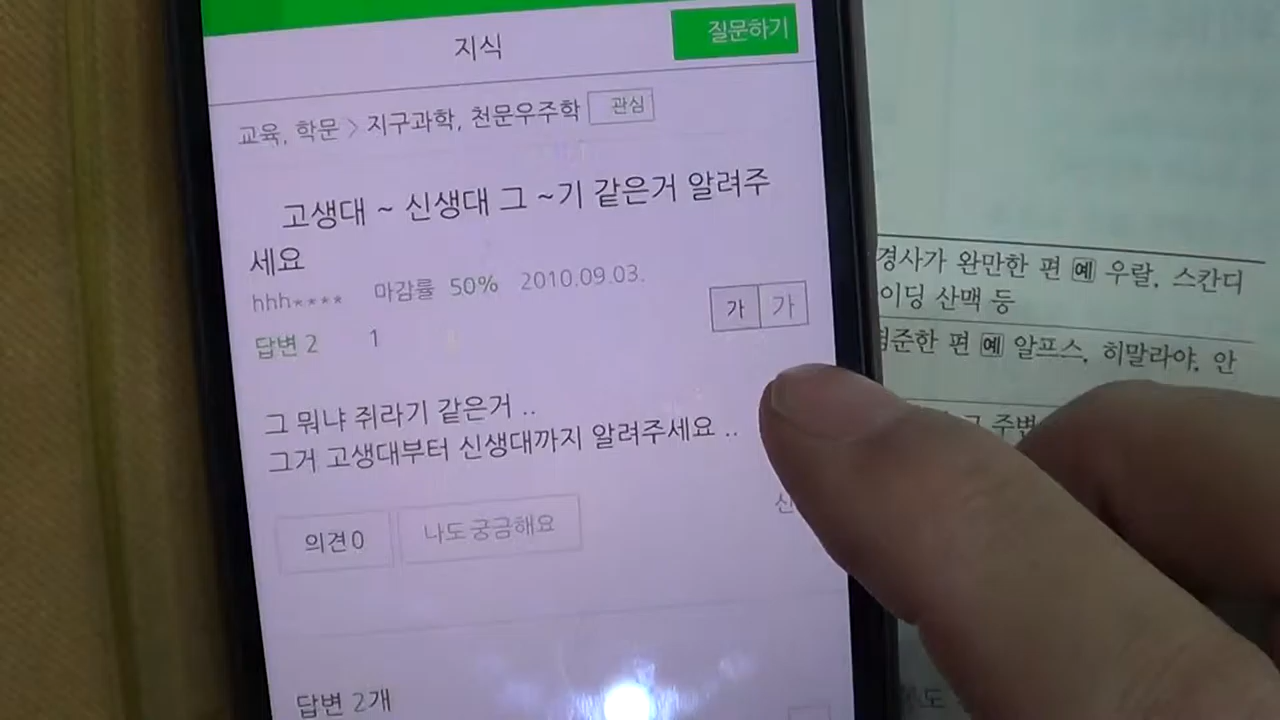 지식
질문하기
교육, 학문 > 지구과학, 천문우주학 관심
고생대 ~ 신생대 그 ~기 같은거 알려주
세요
hhh**** 마감률 50% 2010.09.03.
답변 2 1
가 가
그 뭐냐 쥐라기 같은거 ..
그거 고생대부터 신생대까지 알려주세요 ..
의견 0 나도 궁금해요
답변 2개
경사가 완만한 편 예 우랄, 스칸디
이딩 산맥 등
준한 편 예 알프스, 히말라야, 안